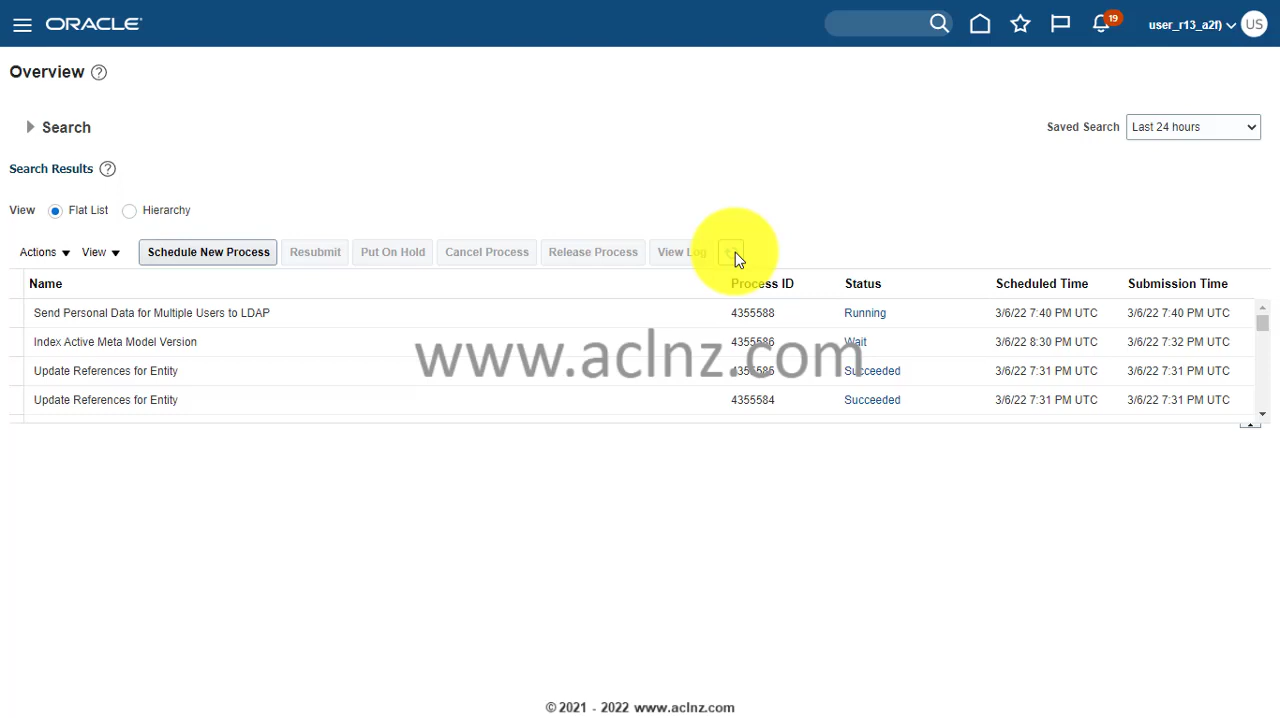 ORACLE
19
user_r13_a2f)
US
Overview ?
Search
Saved Search Last 24 hours
Search Results ?
View Flat List Hierarchy
Actions View Schedule New Process Resubmit Put On Hold Cancel Process Release Process View Log
Name Process ID Status Scheduled Time Submission Time
Send Personal Data for Multiple Users to LDAP 4355588 Running 3/6/22 7:40 PM UTC 3/6/22 7:40 PM UTC
Index Active Meta Model Version 4355586 Wait 3/6/22 8:30 PM UTC 3/6/22 7:32 PM UTC
www.aclnz.com
Update References for Entity 4355585 Succeeded 3/6/22 7:31 PM UTC 3/6/22 7:31 PM UTC
Update References for Entity 4355584 Succeeded 3/6/22 7:31 PM UTC 3/6/22 7:31 PM UTC
© 2021 - 2022 www.aclnz.com